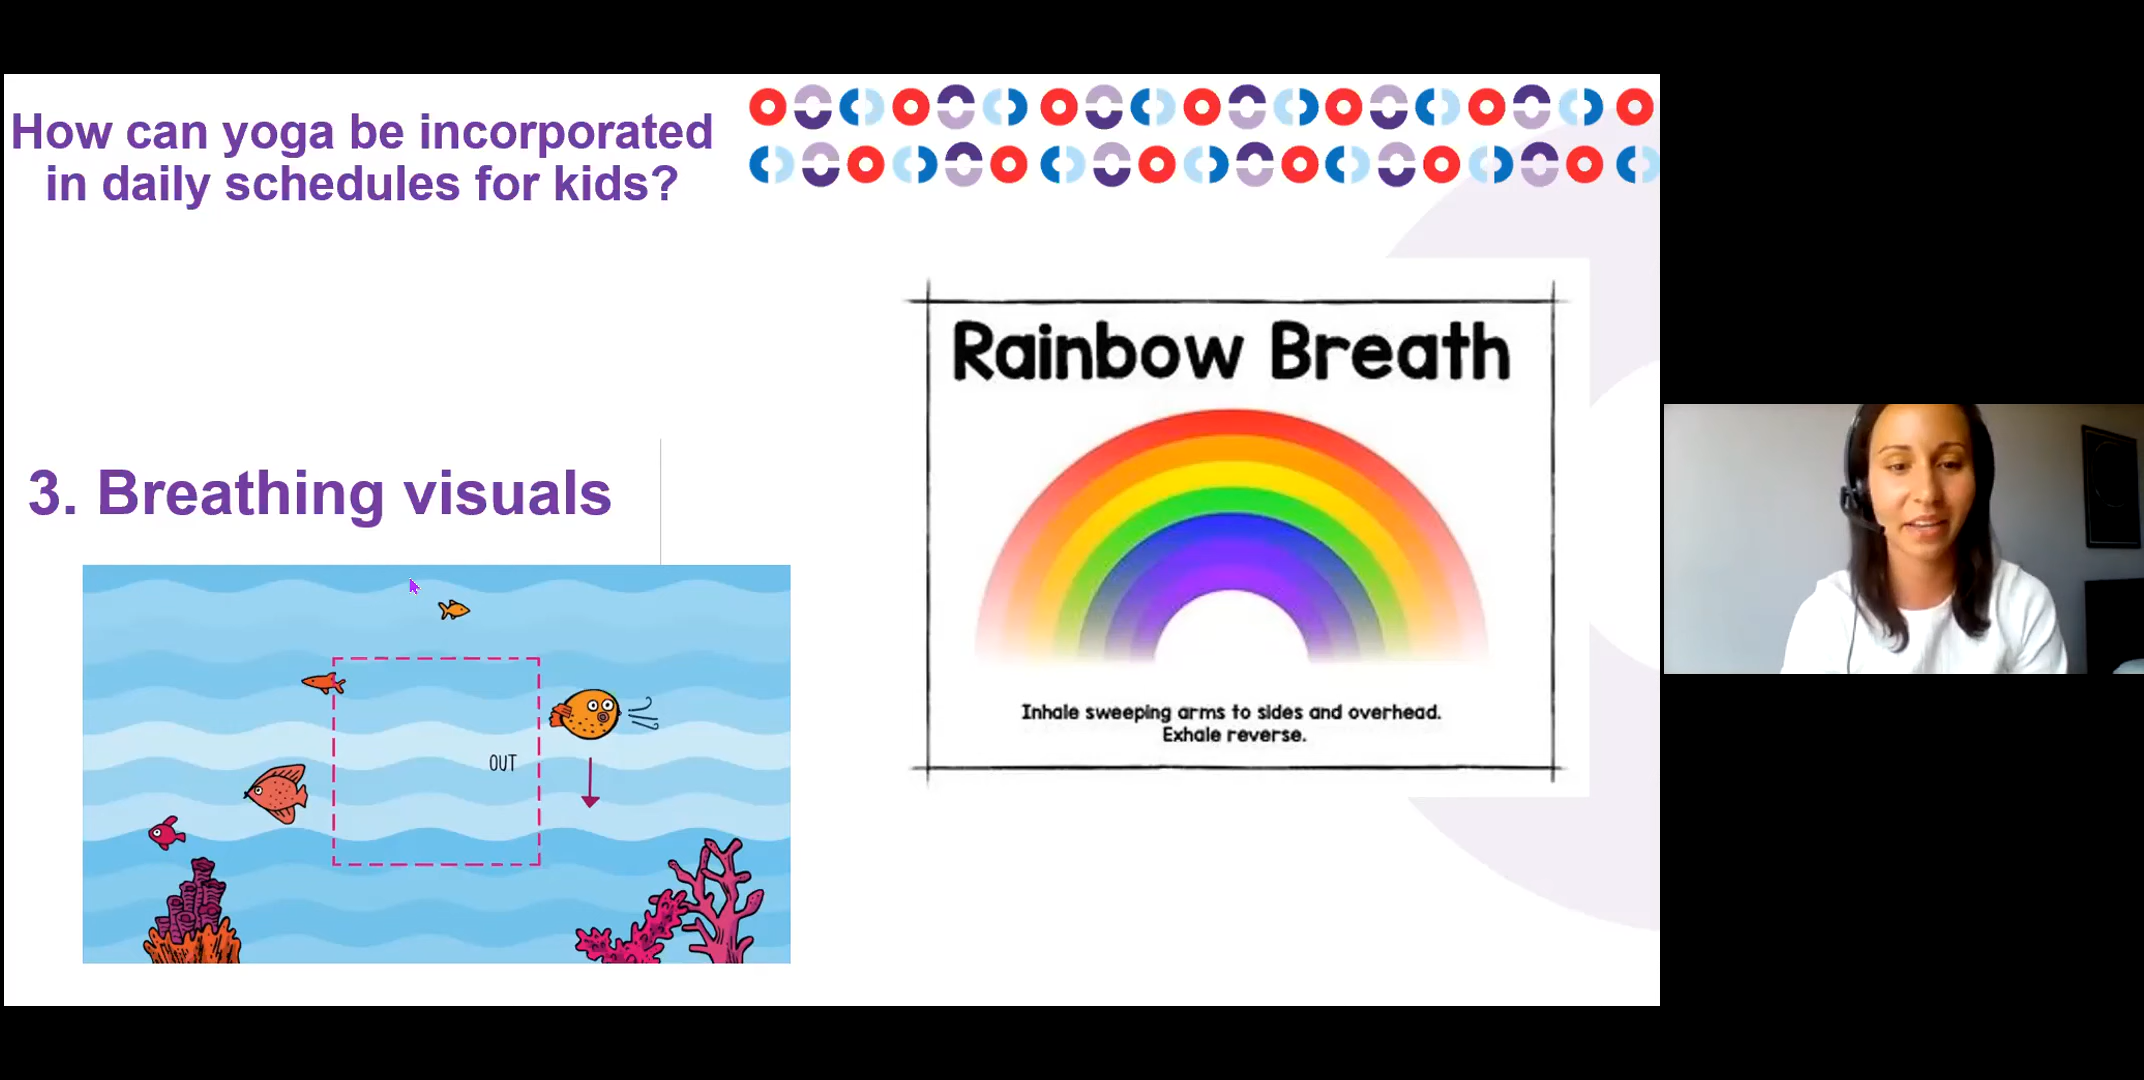 How can yoga be incorporated
in daily schedules for kids?
3. Breathing visuals
OUT
Rainbow Breath
Inhale sweeping arms to sides and overhead.
Exhale reverse.